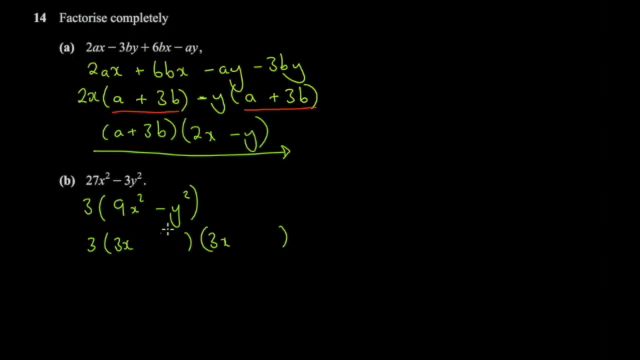 14 Factorise completely
(a) 2ax − 3by + 6bx − ay,
2ax + 6bx − ay − 3by
2x(a + 3b) − y(a + 3b)
(a + 3b)(2x − y)
(b) 27x² − 3y².
3(9x² − y²)
3(3x )(3x )